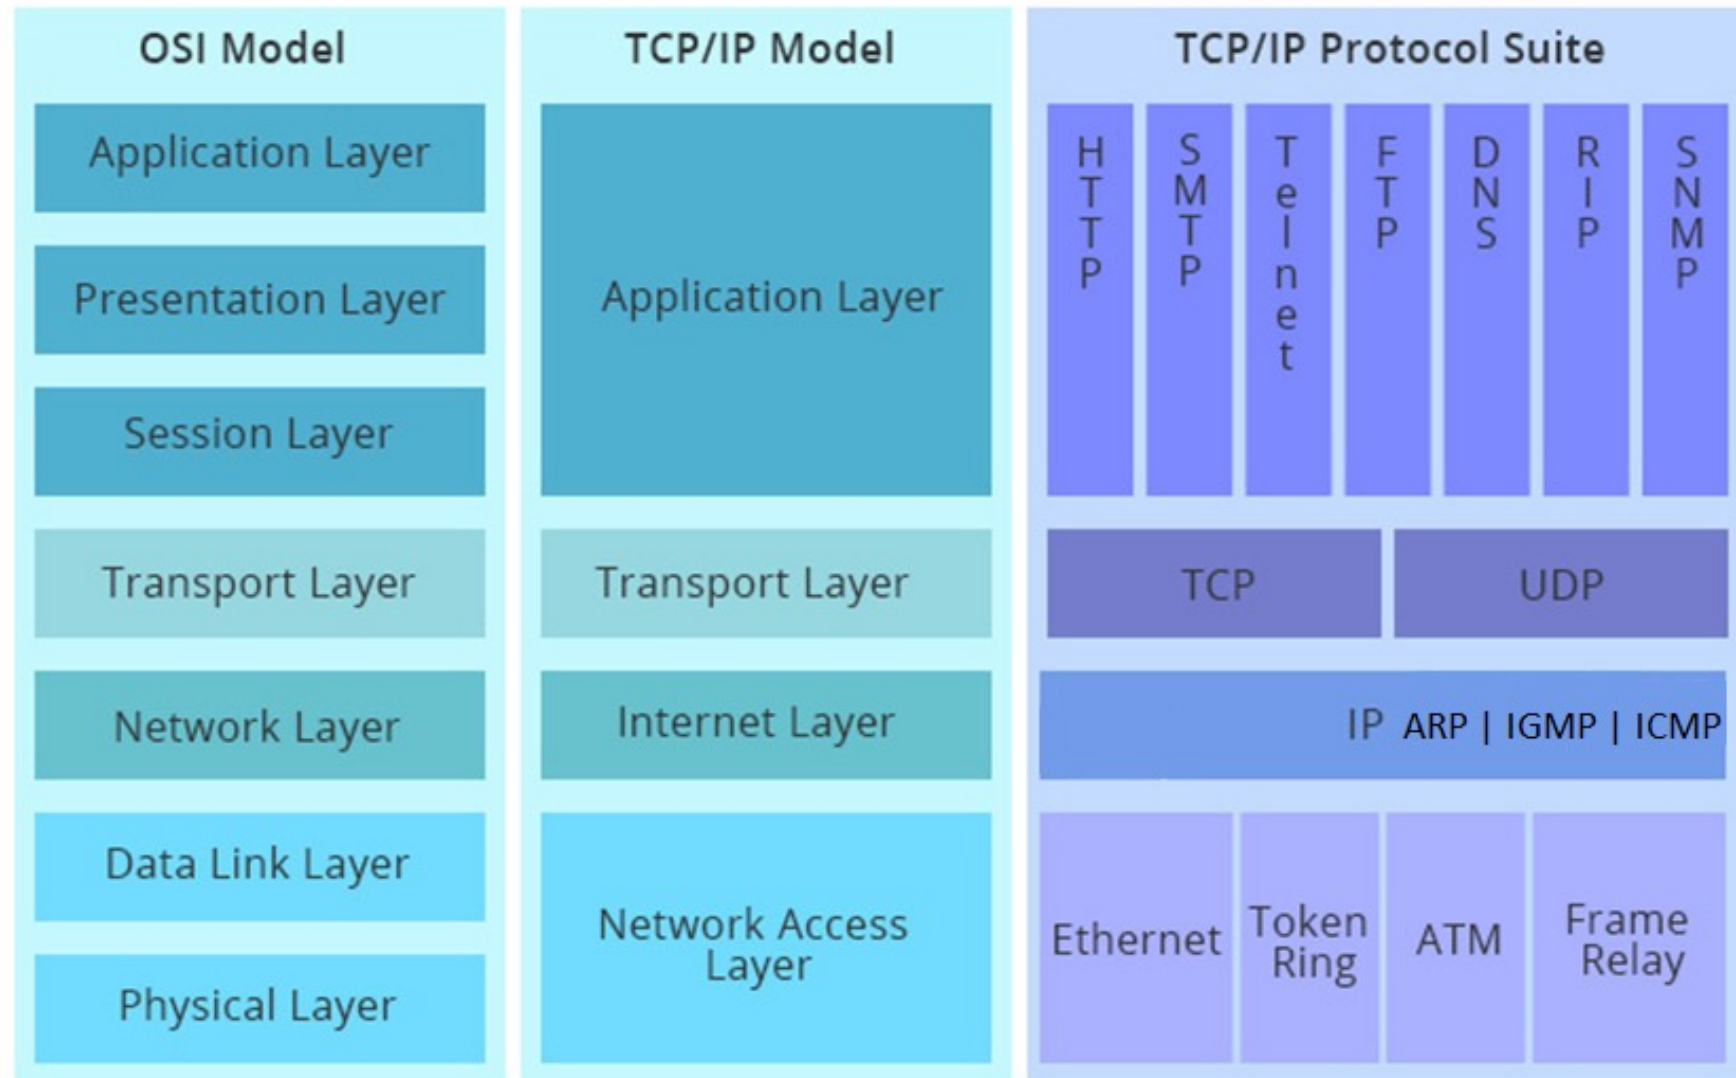 OSI Model
Application Layer
Presentation Layer
Session Layer
Transport Layer
Network Layer
Data Link Layer
Physical Layer
TCP/IP Model
Application Layer
Transport Layer
Internet Layer
Network Access
Layer
TCP/IP Protocol Suite
HTTP
SMTP
Telnet
FTP
DNS
RIP
SNMP
TCP
UDP
IP ARP | IGMP | ICMP
Ethernet
Token
Ring
ATM
Frame
Relay